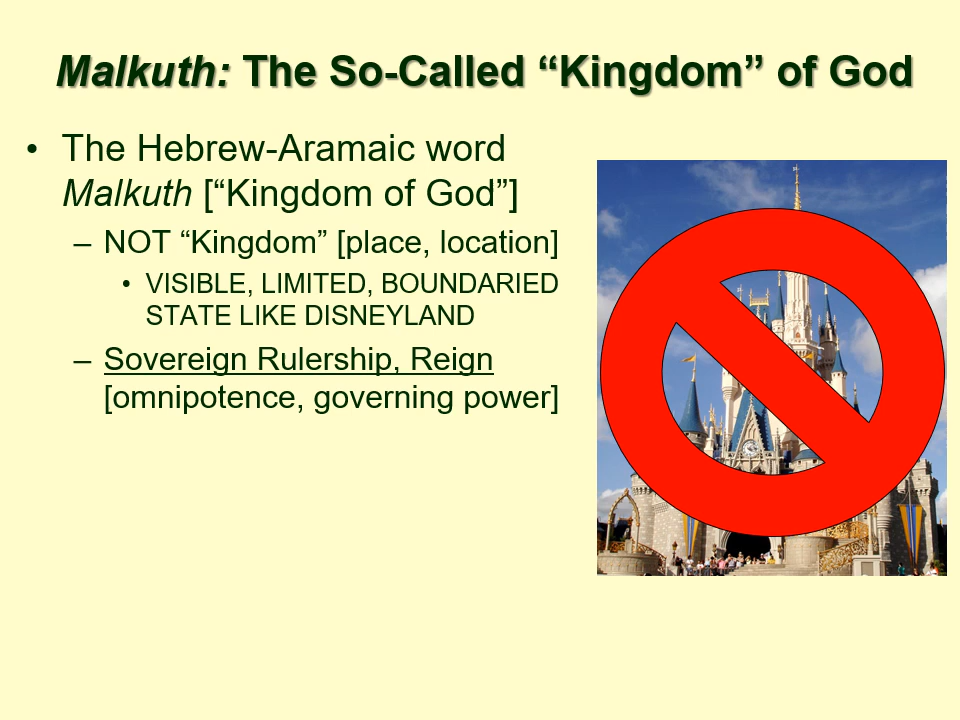 Malkuth: The So-Called “Kingdom” of God
• The Hebrew-Aramaic word
Malkuth [“Kingdom of God”]
– NOT “Kingdom” [place, location]
• VISIBLE, LIMITED, BOUNDARIED
STATE LIKE DISNEYLAND
– Sovereign Rulership, Reign
[omnipotence, governing power]